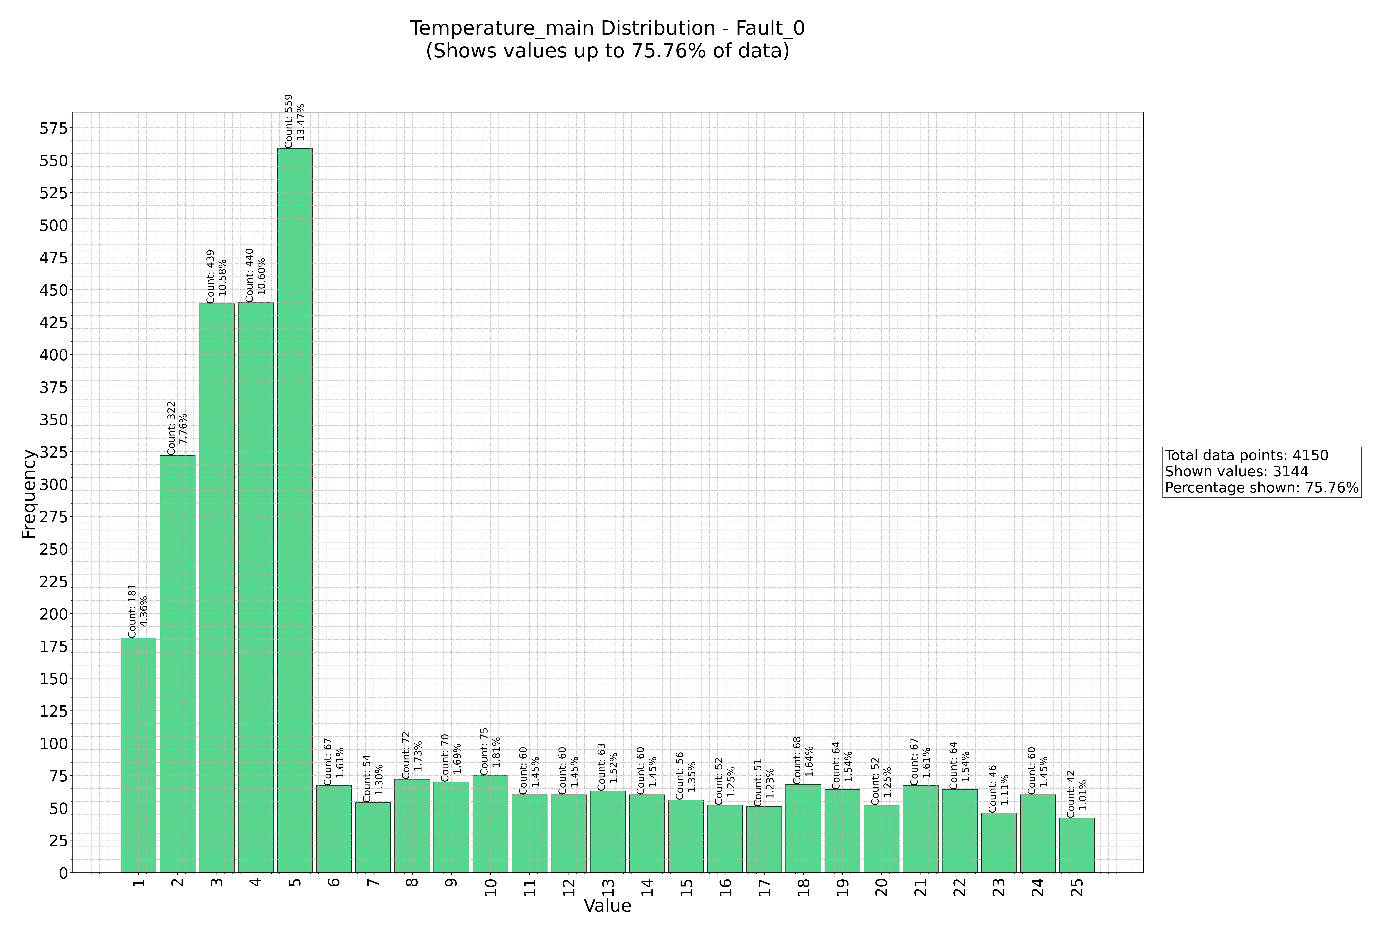 Temperature_main Distribution - Fault_0
(Shows values up to 75.76% of data)
Frequency
575
550
525
500
475
450
425
400
375
350
325
300
275
250
225
200
175
150
125
100
75
50
25
0
Count: 181
4.36%
Count: 322
7.76%
Count: 439
10.58%
Count: 440
10.60%
Count: 559
13.47%
Count: 67
1.61%
Count: 54
1.30%
Count: 72
1.73%
Count: 70
1.69%
Count: 75
1.81%
Count: 60
1.45%
Count: 60
1.45%
Count: 63
1.52%
Count: 60
1.45%
Count: 56
1.35%
Count: 52
1.25%
Count: 51
1.23%
Count: 68
1.64%
Count: 64
1.54%
Count: 52
1.25%
Count: 67
1.61%
Count: 64
1.54%
Count: 46
1.11%
Count: 60
1.45%
Count: 42
1.01%
1
2
3
4
5
6
7
8
9
10
11
12
13
14
15
16
17
18
19
20
21
22
23
24
25
Value
Total data points: 4150
Shown values: 3144
Percentage shown: 75.76%